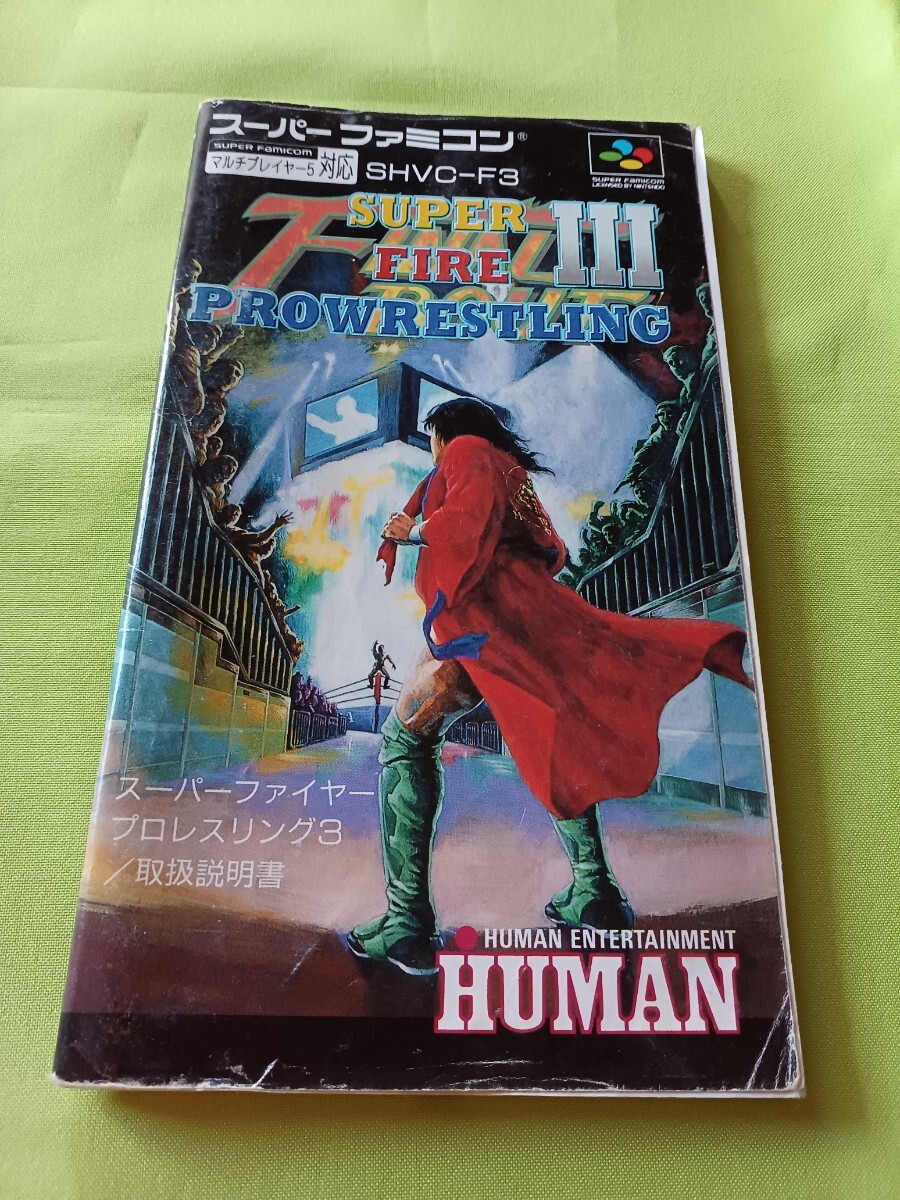 スーパーファミコン®
SUPER FAMICOM
マルチプレイヤー5 対応 SHVC-F3
SUPER FAMICOM
LICENSED BY NINTENDO
SUPER
FIRE III
PROWRESTLING
FINAL
BOUT
スーパーファイヤー
プロレスリング3
/取扱説明書
HUMAN ENTERTAINMENT
HUMAN